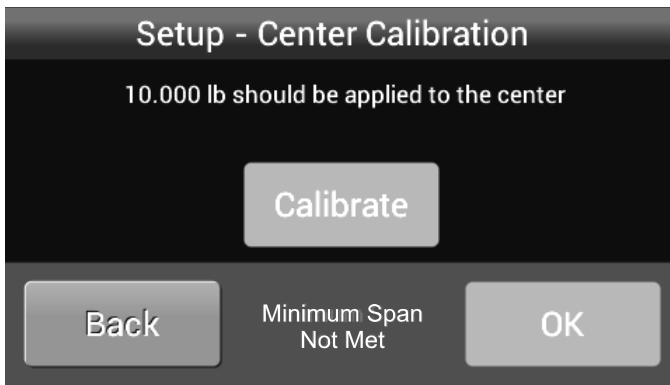 Setup - Center Calibration
10.000 lb should be applied to the center
Calibrate
Back
Minimum Span
Not Met
OK